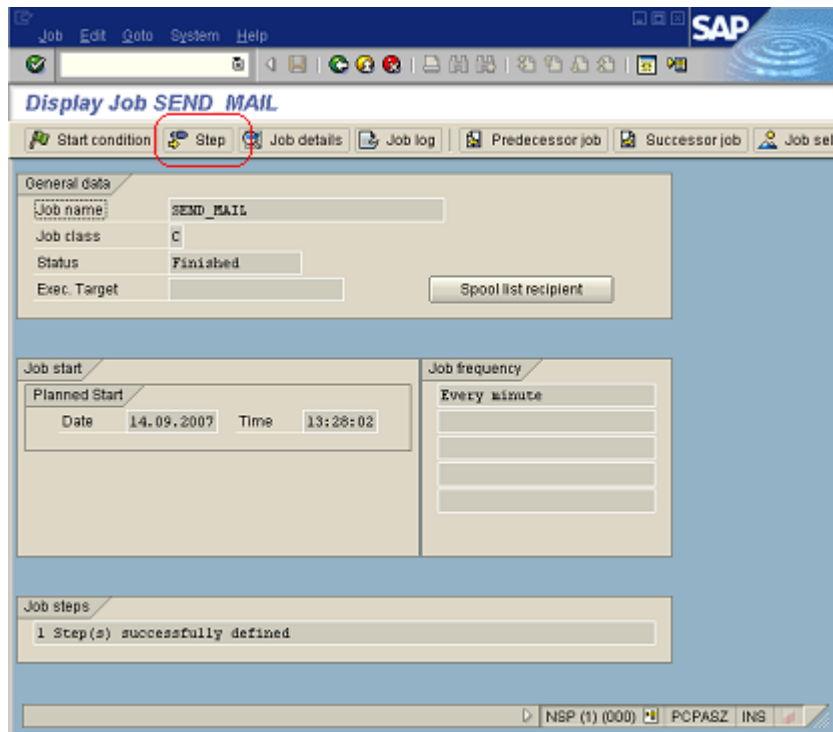 Job Edit Goto System Help
SAP
Display Job SEND_MAIL
Start condition Step Job details Job log Predecessor job Successor job Job sel
General data
Job name SEND_MAIL
Job class C
Status Finished
Exec. Target Spool list recipient
Job start Job frequency
Planned Start Every minute
Date 14.09.2007 Time 13:28:02
Job steps
1 Step(s) successfully defined
NSP (1) (000) PCPASZ INS